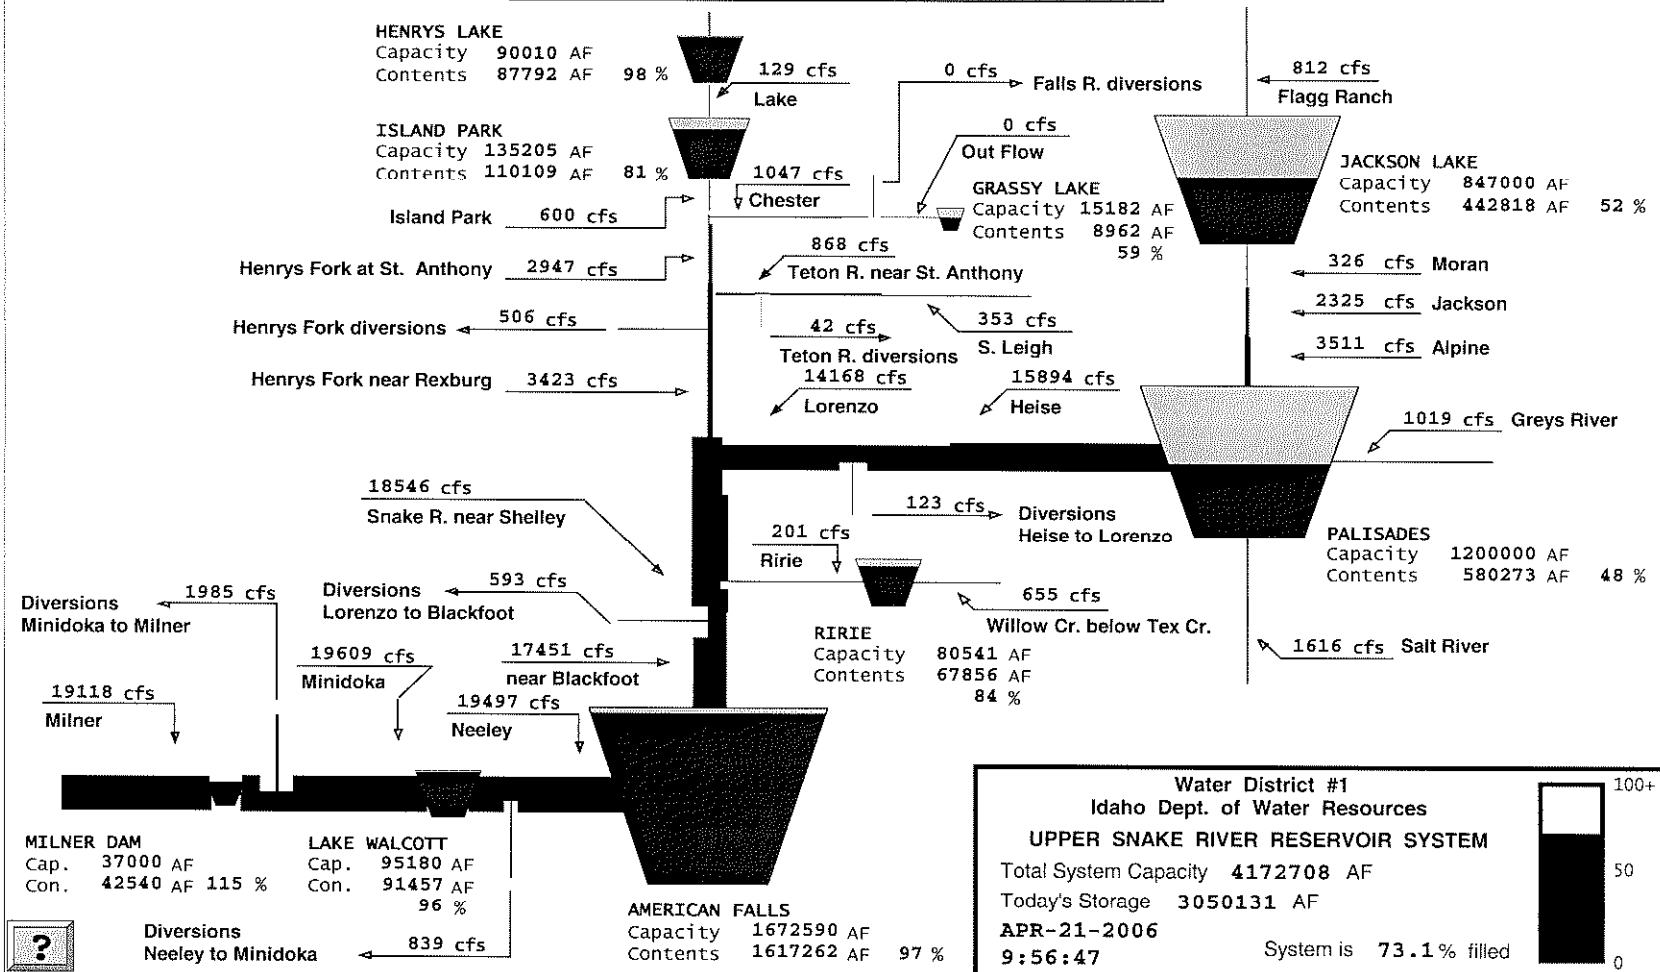 HENRYS LAKE
Capacity 90010 AF
Contents 87792 AF 98 %
129 cfs
Lake
0 cfs
Falls R. diversions
812 cfs
Flagg Ranch
ISLAND PARK
Capacity 135205 AF
Contents 110109 AF 81 %
0 cfs
Out Flow
1047 cfs
Chester
GRASSY LAKE
Capacity 15182 AF
Contents 8962 AF
59 %
JACKSON LAKE
Capacity 847000 AF
Contents 442818 AF 52 %
Island Park 600 cfs
Henrys Fork at St. Anthony 2947 cfs
868 cfs
Teton R. near St. Anthony
326 cfs Moran
2325 cfs Jackson
3511 cfs Alpine
Henrys Fork diversions 506 cfs
42 cfs
Teton R. diversions
353 cfs
S. Leigh
Henrys Fork near Rexburg 3423 cfs
14168 cfs
Lorenzo
15894 cfs
Heise
1019 cfs Greys River
18546 cfs
Snake R. near Shelley
123 cfs
Diversions
Heise to Lorenzo
201 cfs
Ririe
PALISADES
Capacity 1200000 AF
Contents 580273 AF 48 %
Diversions
Minidoka to Milner
1985 cfs
Diversions
Lorenzo to Blackfoot
593 cfs
655 cfs
Willow Cr. below Tex Cr.
RIRIE
Capacity 80541 AF
Contents 67856 AF
84 %
1616 cfs Salt River
19609 cfs
Minidoka
17451 cfs
near Blackfoot
19118 cfs
Milner
19497 cfs
Neeley
MILNER DAM
Cap. 37000 AF
Con. 42540 AF 115 %
LAKE WALCOTT
Cap. 95180 AF
Con. 91457 AF
96 %
Diversions
Neeley to Minidoka
839 cfs
AMERICAN FALLS
Capacity 1672590 AF
Contents 1617262 AF 97 %
Water District #1
Idaho Dept. of Water Resources
UPPER SNAKE RIVER RESERVOIR SYSTEM
Total System Capacity 4172708 AF
Today's Storage 3050131 AF
APR-21-2006
9:56:47
System is 73.1% filled
100+
50
0
?